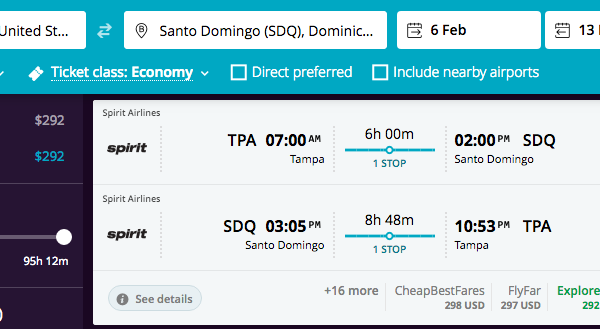 United St...
Santo Domingo (SDQ), Dominic...
6 Feb
13
Ticket class: Economy
Direct preferred
Include nearby airports
$292
$292
95h 12m
Spirit Airlines
spirit
TPA 07:00 AM
Tampa
6h 00m
1 STOP
02:00 PM SDQ
Santo Domingo
Spirit Airlines
spirit
SDQ 03:05 PM
Santo Domingo
8h 48m
1 STOP
10:53 PM TPA
Tampa
See details
+16 more
CheapBestFares
298 USD
FlyFar
297 USD
Explore
292